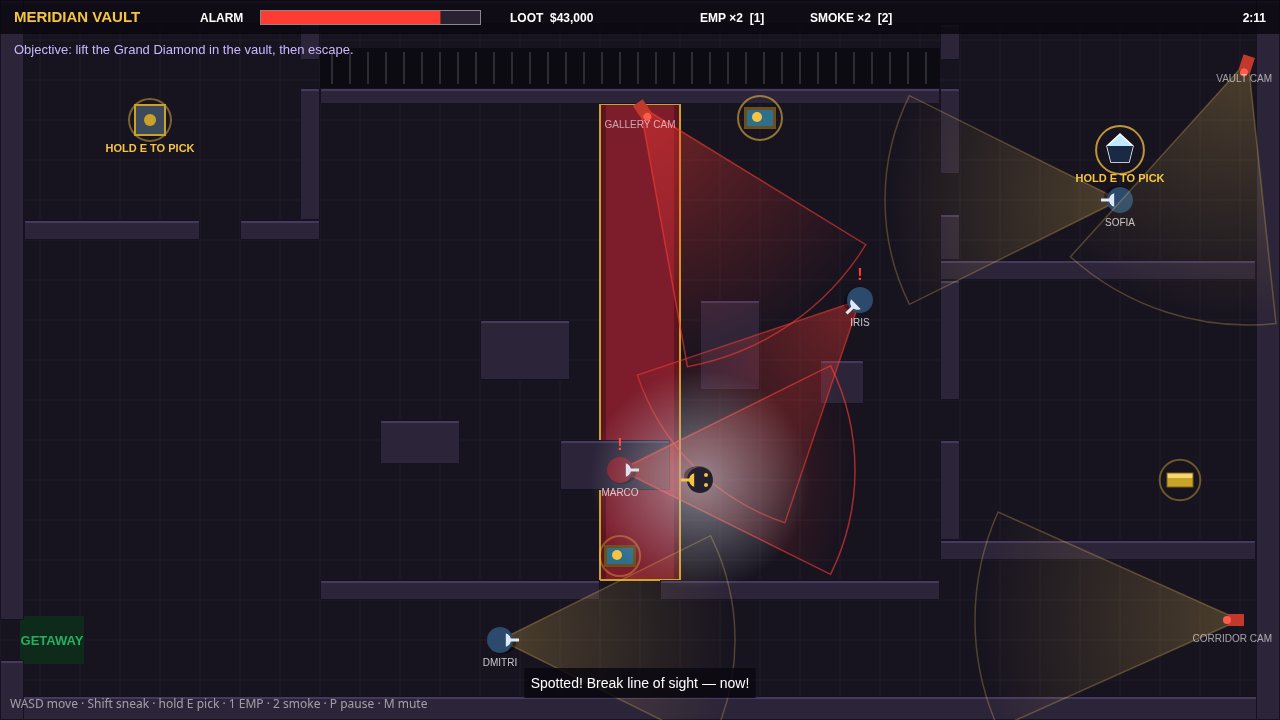 MERIDIAN VAULT
ALARM
LOOT $43,000
EMP ×2 [1]
SMOKE ×2 [2]
2:11
Objective: lift the Grand Diamond in the vault, then escape.
VAULT CAM
GALLERY CAM
HOLD E TO PICK
HOLD E TO PICK
SOFIA
!
IRIS
!
MARCO
GETAWAY
CORRIDOR CAM
DMITRI
Spotted! Break line of sight — now!
WASD move · Shift sneak · hold E pick · 1 EMP · 2 smoke · P pause · M mute